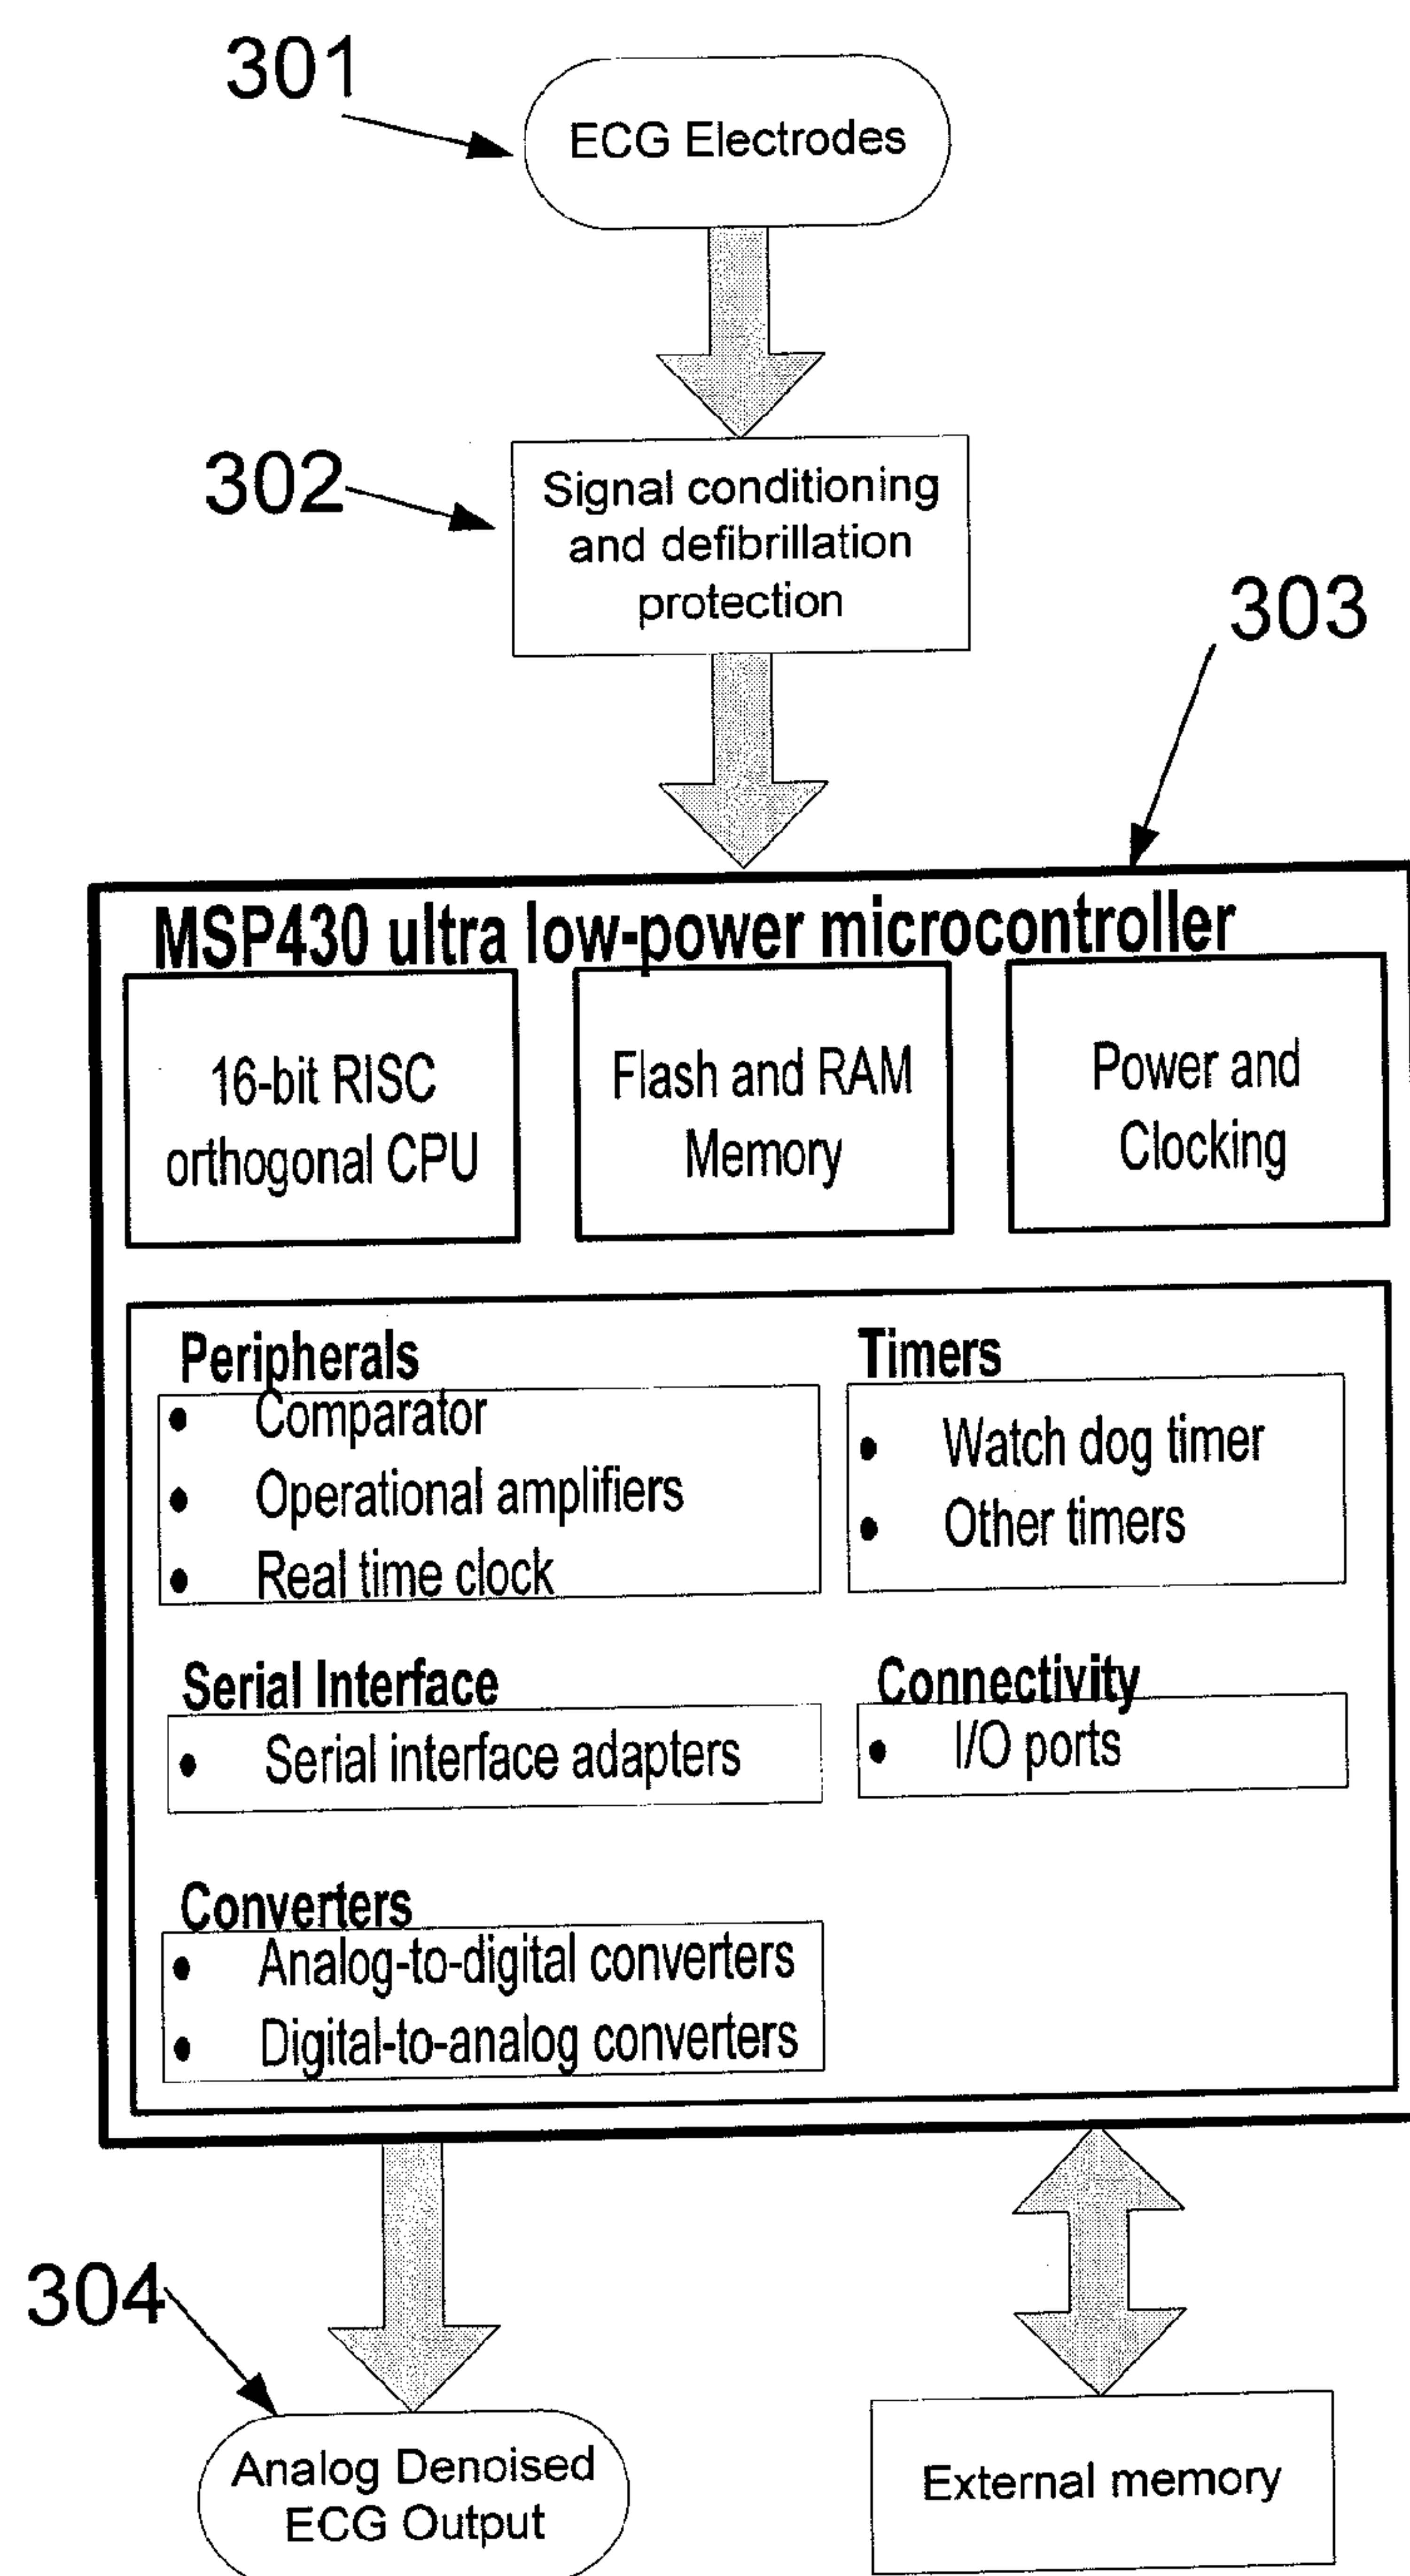 301
ECG Electrodes
302
Signal conditioning
and defibrillation
protection
303
MSP430 ultra low-power microcontroller
16-bit RISC
orthogonal CPU
Flash and RAM
Memory
Power and
Clocking
Peripherals
• Comparator
• Operational amplifiers
• Real time clock
Timers
• Watch dog timer
• Other timers
Serial Interface
• Serial interface adapters
Connectivity
• I/O ports
Converters
• Analog-to-digital converters
• Digital-to-analog converters
304
Analog Denoised
ECG Output
External memory